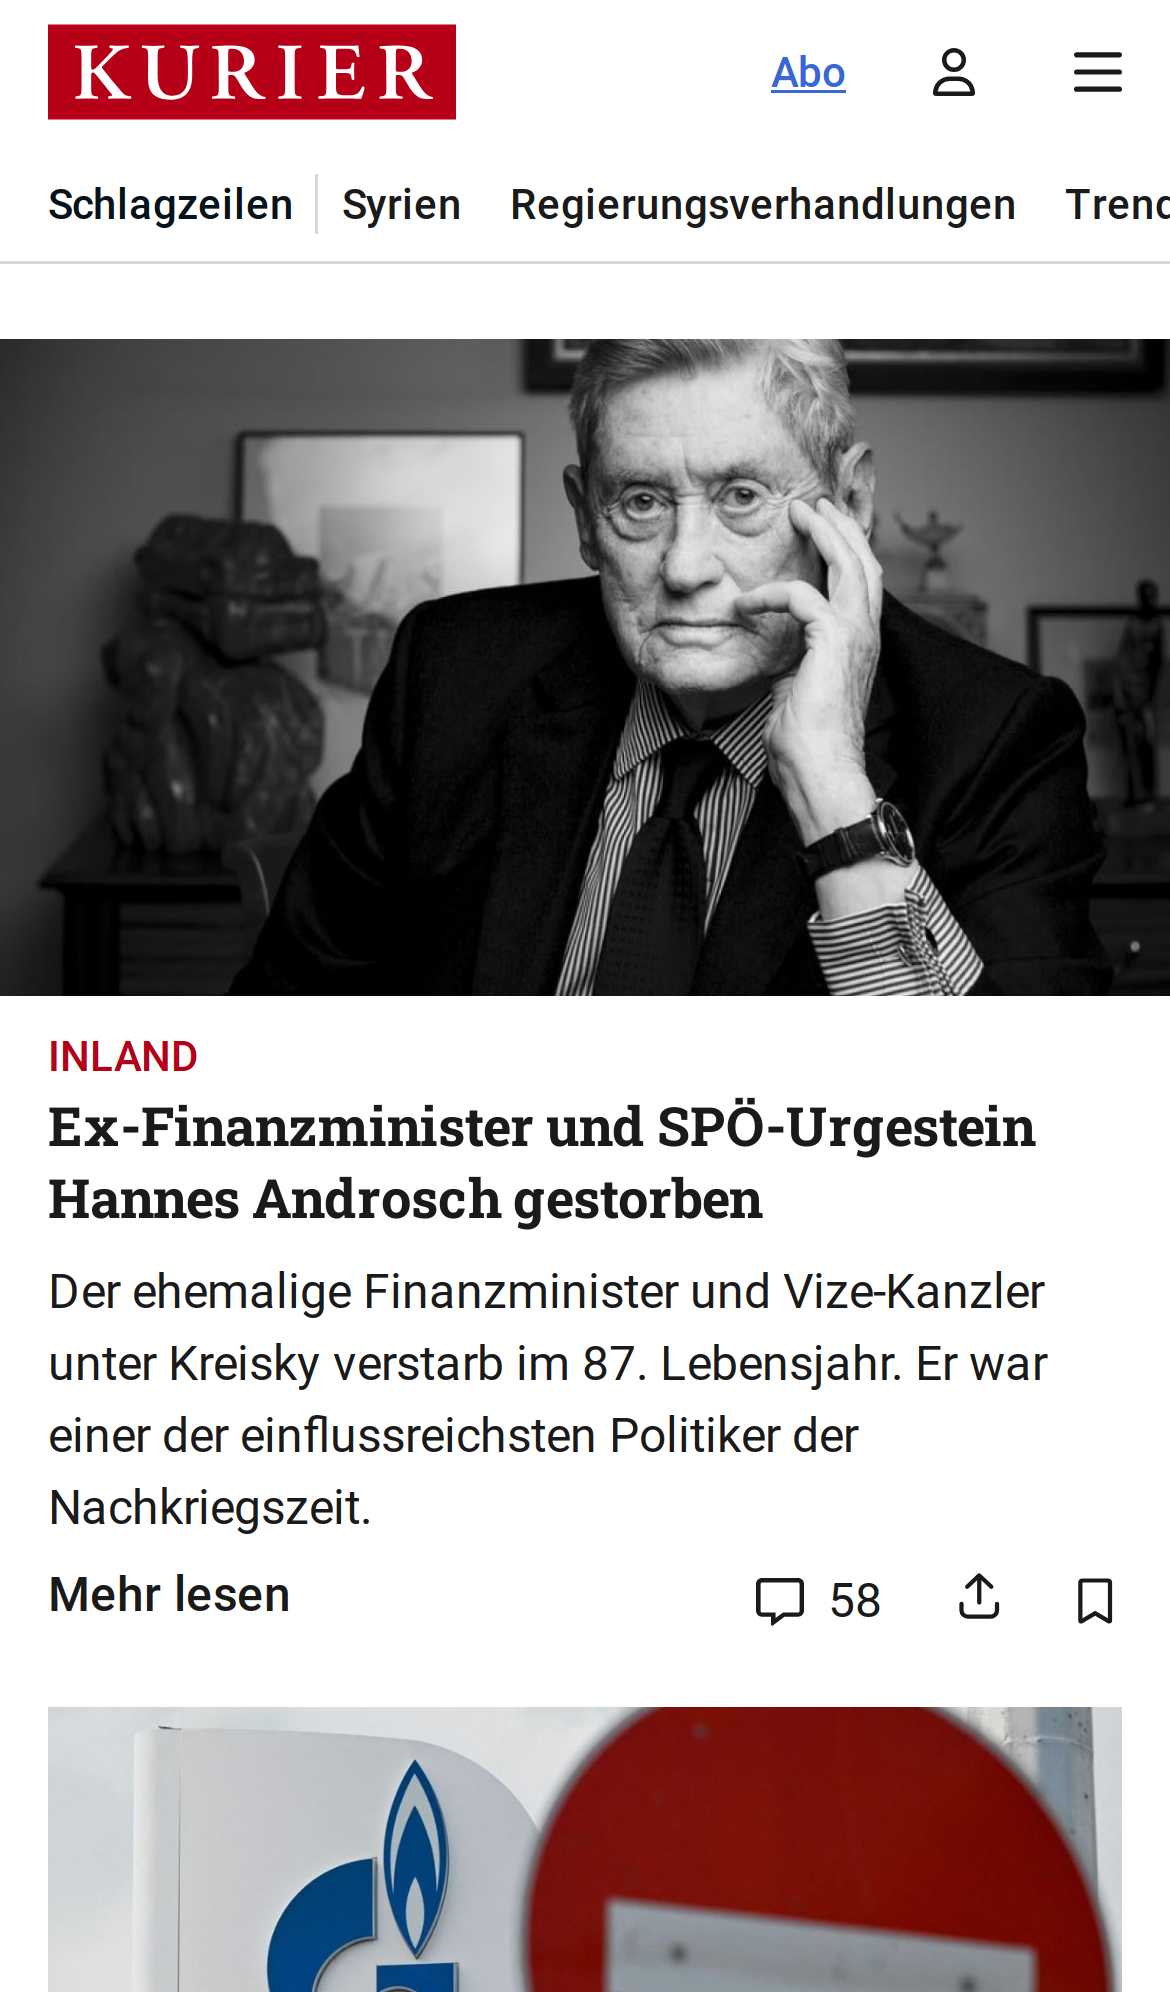 KURIER
Abo
Schlagzeilen
Syrien
Regierungsverhandlungen
Trend
INLAND
Ex-Finanzminister und SPÖ-Urgestein
Hannes Androsch gestorben
Der ehemalige Finanzminister und Vize-Kanzler
unter Kreisky verstarb im 87. Lebensjahr. Er war
einer der einflussreichsten Politiker der
Nachkriegszeit.
Mehr lesen
58